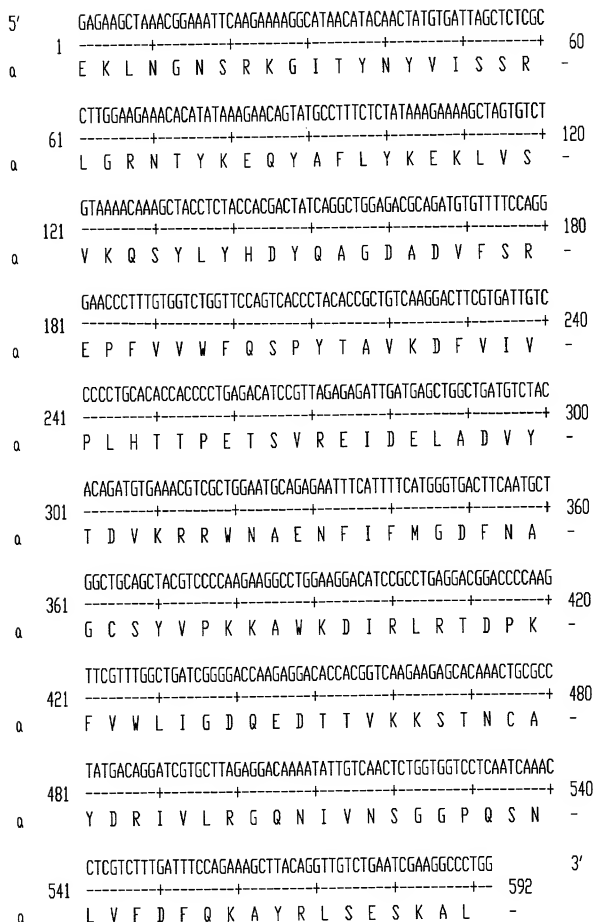 5' GAGAAGCTAAACGGAAATTCAAGAAAAGGCATAACATACAACTATGTGATTAGCTCTCGC
1 ---------+---------+---------+---------+---------+---------+ 60
a E K L N G N S R K G I T Y N Y V I S S R -
CTTGGAAGAAACACATATAAAGAACAGTATGCCTTTCTCTATAAAGAAAAGCTAGTGTCT
61 ---------+---------+---------+---------+---------+---------+ 120
a L G R N T Y K E Q Y A F L Y K E K L V S -
GTAAAACAAAGCTACCTCTACCACGACTATCAGGCTGGAGACGCAGATGTGTTTTCCAGG
121 ---------+---------+---------+---------+---------+---------+ 180
a V K Q S Y L Y H D Y Q A G D A D V F S R -
GAACCCTTTGTGGTCTGGTTCCAGTCACCCTACACCGCTGTCAAGGACTTCGTGATTGTC
181 ---------+---------+---------+---------+---------+---------+ 240
a E P F V V W F Q S P Y T A V K D F V I V -
CCCCTGCACACCACCCCTGAGACATCCGTTAGAGAGATTGATGAGCTGGCTGATGTCTAC
241 ---------+---------+---------+---------+---------+---------+ 300
a P L H T T P E T S V R E I D E L A D V Y -
ACAGATGTGAAACGTCGCTGGAATGCAGAGAATTTCATTTTCATGGGTGACTTCAATGCT
301 ---------+---------+---------+---------+---------+---------+ 360
a T D V K R R W N A E N F I F M G D F N A -
GGCTGCAGCTACGTCCCCAAGAAGGCCTGGAAGGACATCCGCCTGAGGACGGACCCCAAG
361 ---------+---------+---------+---------+---------+---------+ 420
a G C S Y V P K K A W K D I R L R T D P K -
TTCGTTTGGCTGATCGGGGACCAAGAGGACACCACGGTCAAGAAGAGCACAAACTGCGCC
421 ---------+---------+---------+---------+---------+---------+ 480
a F V W L I G D Q E D T T V K K S T N C A -
TATGACAGGATCGTGCTTAGAGGACAAAATATTGTCAACTCTGGTGGTCCTCAATCAAAC
481 ---------+---------+---------+---------+---------+---------+ 540
a Y D R I V L R G Q N I V N S G G P Q S N -
CTCGTCTTTGATTTCCAGAAAGCTTACAGGTTGTCTGAATCGAAGGCCCTGG 3'
541 ---------+---------+---------+---------+---------+-- 592
a L V F D F Q K A Y R L S E S K A L -